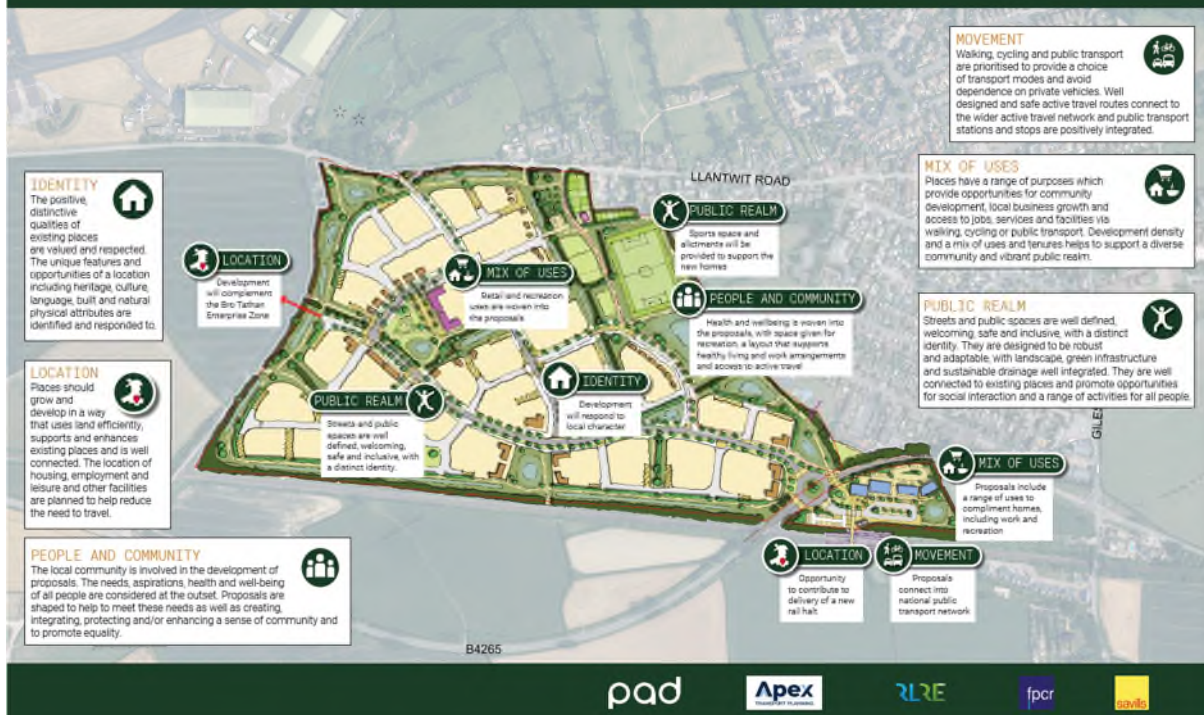 MOVEMENT
Walking, cycling and public transport
are prioritised to provide a choice
of transport modes and avoid
dependence on private vehicles. Well
designed and safe active travel routes connect to
the wider active travel network and public transport
stations and stops are positively integrated.
MIX OF USES
Places have a range of purposes which
provide opportunities for community
development, local business growth and
access to jobs, services and facilities via
walking, cycling or public transport. Development density
and a mix of uses and tenures helps to support a diverse
community and vibrant public realm.
PUBLIC REALM
Streets and public spaces are well defined,
welcoming, safe and inclusive, with a distinct
identity. They are designed to be robust
and adaptable, with landscape, green infrastructure
and sustainable drainage well integrated. They are well
connected to existing places and promote opportunities
for social interaction and a range of activities for all people.
IDENTITY
The positive,
distinctive
qualities of
existing places
are valued and respected.
The unique features and
opportunities of a location
including heritage, culture,
language, built and natural
physical attributes are
identified and responded to.
LOCATION
Places should
grow and
develop in a way
that uses land efficiently,
supports and enhances
existing places and is well
connected. The location of
housing, employment and
leisure and other facilities
are planned to help reduce
the need to travel.
PEOPLE AND COMMUNITY
The local community is involved in the development of
proposals. The needs, aspirations, health and well-being
of all people are considered at the outset. Proposals are
shaped to help to meet these needs as well as creating,
integrating, protecting and/or enhancing a sense of community and
to promote equality.
LLANTWIT ROAD
PUBLIC REALM
Sports space and
allotments will be
provided to support the
new homes
LOCATION
Development
will complement
the Bro Tathan
Enterprise Zone
MIX OF USES
Retail and recreation
uses are woven into
the proposals
PEOPLE AND COMMUNITY
Health and wellbeing is woven into
the proposals, with space given for
recreation, a layout that supports
healthy living and work arrangements
and access to active travel
IDENTITY
Development
will respond to
local character
PUBLIC REALM
Streets and public
spaces are well
defined, welcoming,
safe and inclusive, with
a distinct identity.
GILES
MIX OF USES
Proposals include
a range of uses to
compliment homes,
including work and
recreation
LOCATION
Opportunity
to contribute to
delivery of a new
rail halt
MOVEMENT
Proposals
connect into
national public
transport network
B4265
pad
Apex
TRANSPORT PLANNING
RLRE
fpcr
savills